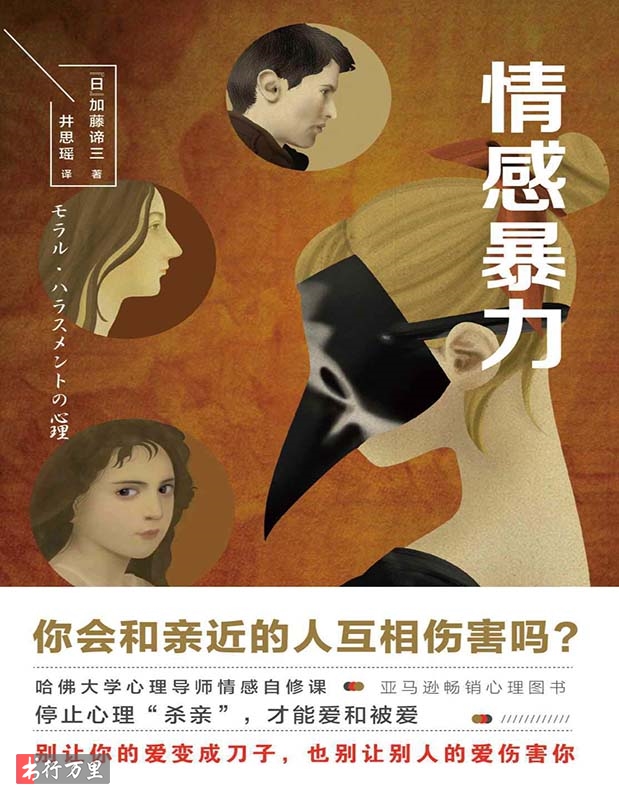 情感暴力
[日]加藤谛三 著
井思瑶 译
モラル・ハラスメントの心理
你会和亲近的人互相伤害吗？
哈佛大学心理导师情感自修课
亚马逊畅销心理图书
停止心理“杀亲”，才能爱和被爱
别让你的爱变成刀子，也别让别人的爱伤害你
书行万里